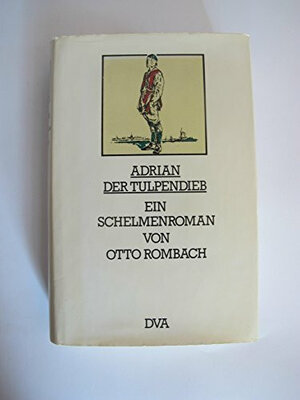 ADRIAN
DER TULPENDIEB
EIN
SCHELMENROMAN
VON
OTTO ROMBACH
DVA